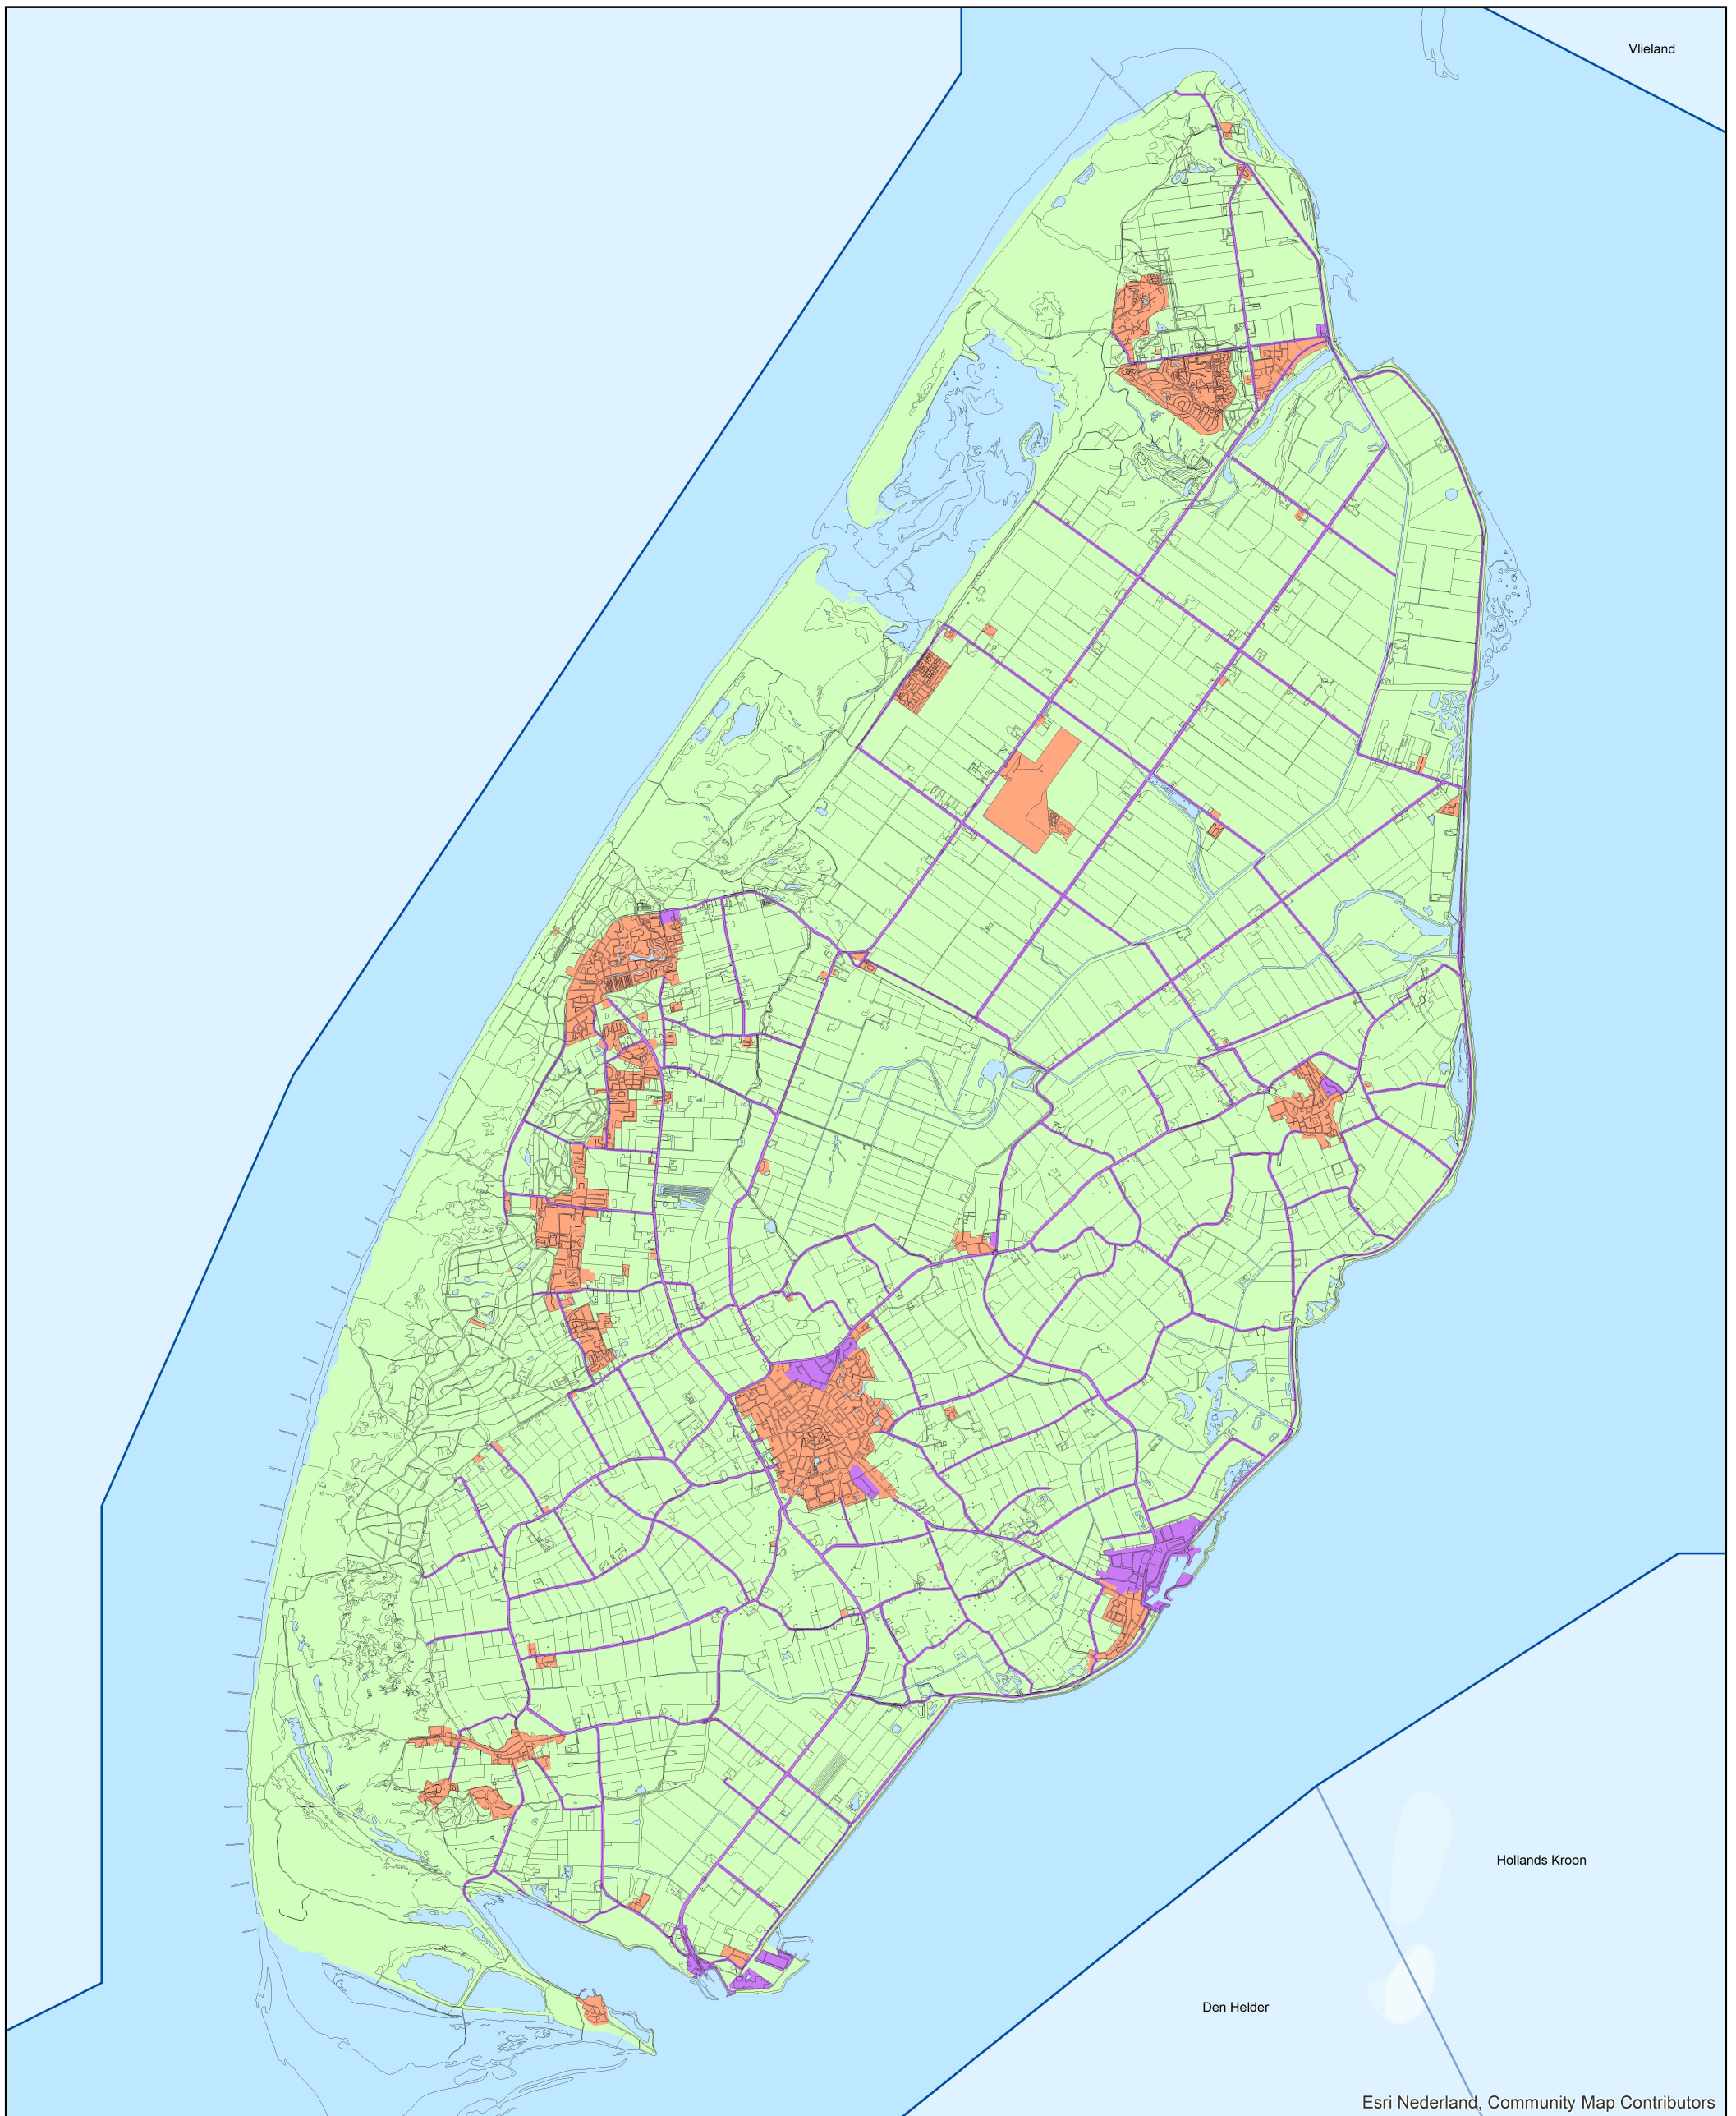 Vlieland
Hollands Kroon
Den Helder
Esri Nederland, Community Map Contributors